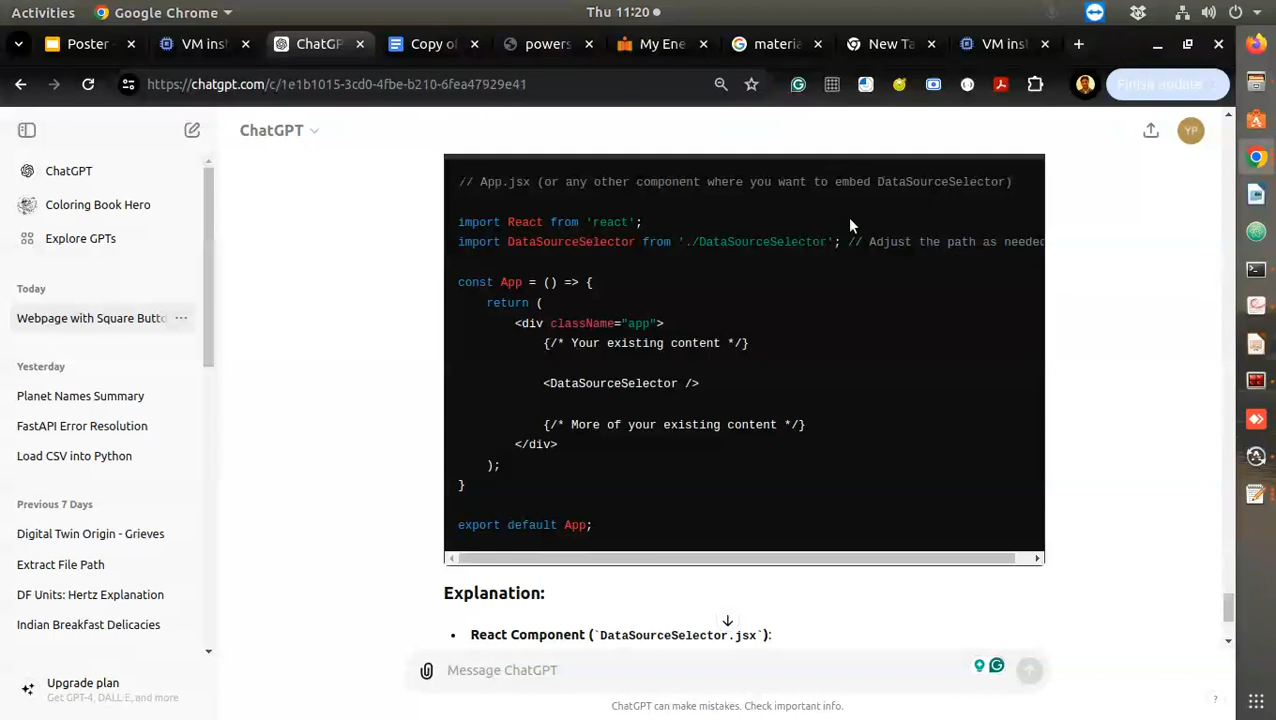 Activities
Google Chrome
Thu 11:20
Poster -
VM inst
ChatGP
Copy of
powers
My Ene
materia
New Ta
VM inst
https://chatgpt.com/c/1e1b1015-3cd0-4fbe-b210-6fea47929e41
Finish update
ChatGPT
YP
ChatGPT
Coloring Book Hero
Explore GPTs
Today
Webpage with Square Butto
Yesterday
Planet Names Summary
FastAPI Error Resolution
Load CSV into Python
Previous 7 Days
Digital Twin Origin - Grieves
Extract File Path
DF Units: Hertz Explanation
Indian Breakfast Delicacies
Upgrade plan
Get GPT-4, DALL·E, and more
// App.jsx (or any other component where you want to embed DataSourceSelector)
import React from 'react';
import DataSourceSelector from './DataSourceSelector'; // Adjust the path as needed
const App = () => {
return (
<div className="app">
{/* Your existing content */}
<DataSourceSelector />
{/* More of your existing content */}
</div>
);
}
export default App;
Explanation:
• React Component (`DataSourceSelector.jsx`):
Message ChatGPT
ChatGPT can make mistakes. Check important info.
?